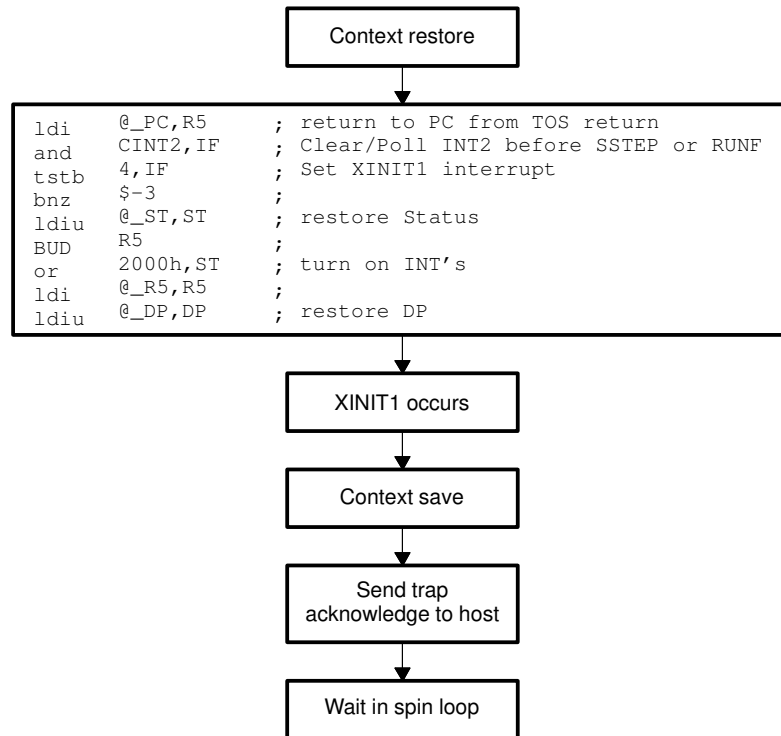 Context restore
ldi @_PC,R5 ; return to PC from TOS return
and CINT2,IF ; Clear/Poll INT2 before SSTEP or RUNF
tstb 4,IF ; Set XINIT1 interrupt
bnz $–3 ;
ldiu @_ST,ST ; restore Status
BUD R5 ;
or 2000h,ST ; turn on INT's
ldi @_R5,R5 ;
ldiu @_DP,DP ; restore DP
XINIT1 occurs
Context save
Send trap
acknowledge to host
Wait in spin loop